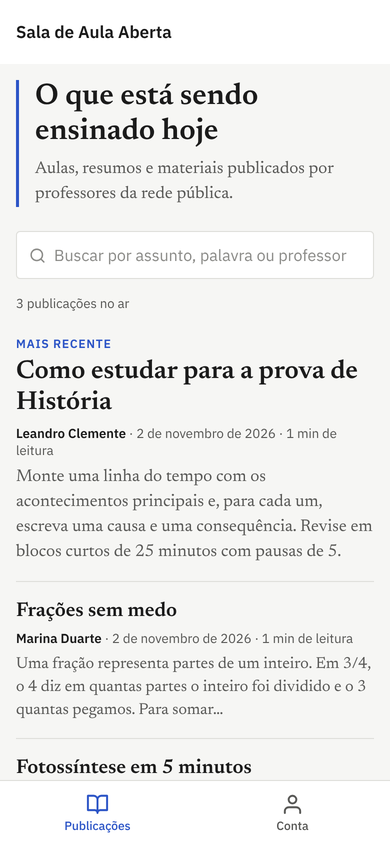 Sala de Aula Aberta
O que está sendo
ensinado hoje
Aulas, resumos e materiais publicados por
professores da rede pública.
Buscar por assunto, palavra ou professor
3 publicações no ar
MAIS RECENTE
Como estudar para a prova de
História
Leandro Clemente · 2 de novembro de 2026 · 1 min de
leitura
Monte uma linha do tempo com os
acontecimentos principais e, para cada um,
escreva uma causa e uma consequência. Revise em
blocos curtos de 25 minutos com pausas de 5.
Frações sem medo
Marina Duarte · 2 de novembro de 2026 · 1 min de leitura
Uma fração representa partes de um inteiro. Em 3/4,
o 4 diz em quantas partes o inteiro foi dividido e o 3
quantas pegamos. Para somar…
Fotossíntese em 5 minutos
Publicações
Conta